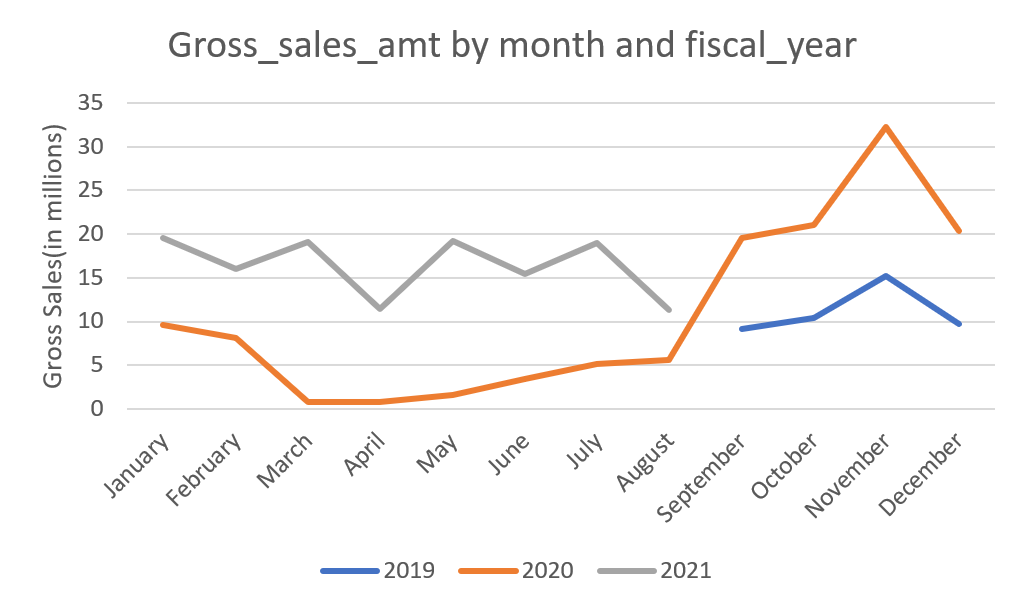 Gross_sales_amt by month and fiscal_year
Gross Sales(in millions)
35
30
25
20
15
10
5
0
January
February
March
April
May
June
July
August
September
October
November
December
2019
2020
2021